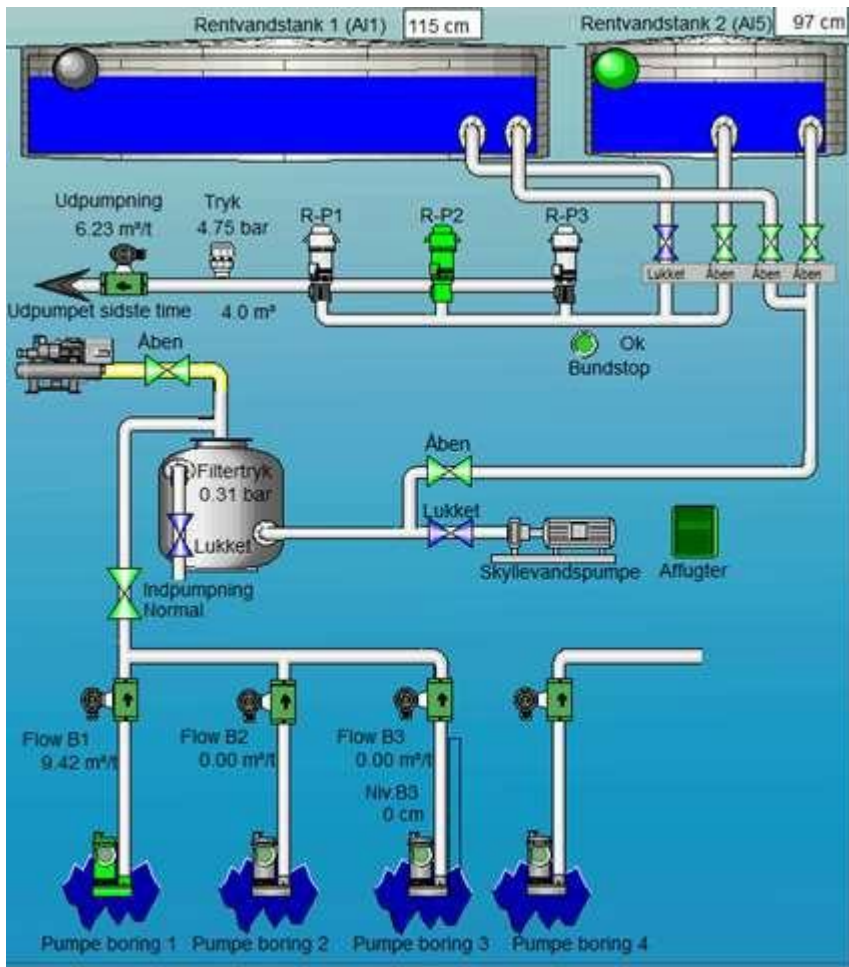 Rentvandstank 1 (AI1) 115 cm
Rentvandstank 2 (AI5) 97 cm
Udpumpning
6.23 m³/t
Tryk
4.75 bar
R-P1
R-P2
R-P3
Lukket
Åben
Åben
Åben
Udpumpet sidste time 4.0 m³
Ok
Bundstop
Åben
Åben
Filtertryk
0.31 bar
Lukket
Lukket
Skyllevandspumpe
Affugter
Indpumpning
Normal
Flow B1
9.42 m³/t
Flow B2
0.00 m³/t
Flow B3
0.00 m³/t
Niv.B3
0 cm
Pumpe boring 1
Pumpe boring 2
Pumpe boring 3
Pumpe boring 4